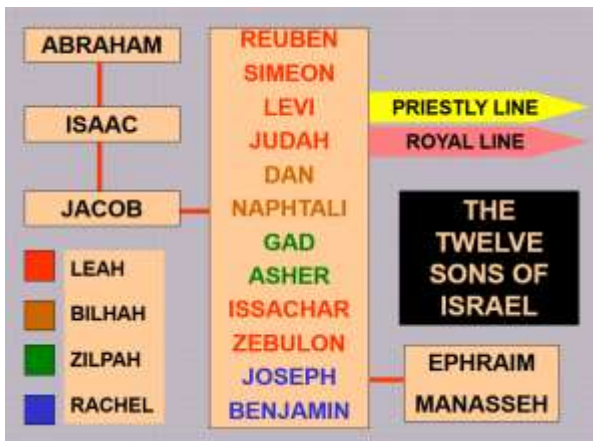 ABRAHAM
ISAAC
JACOB
LEAH
BILHAH
ZILPAH
RACHEL
REUBEN
SIMEON
LEVI
JUDAH
DAN
NAPHTALI
GAD
ASHER
ISSACHAR
ZEBULON
JOSEPH
BENJAMIN
PRIESTLY LINE
ROYAL LINE
THE
TWELVE
SONS OF
ISRAEL
EPHRAIM
MANASSEH